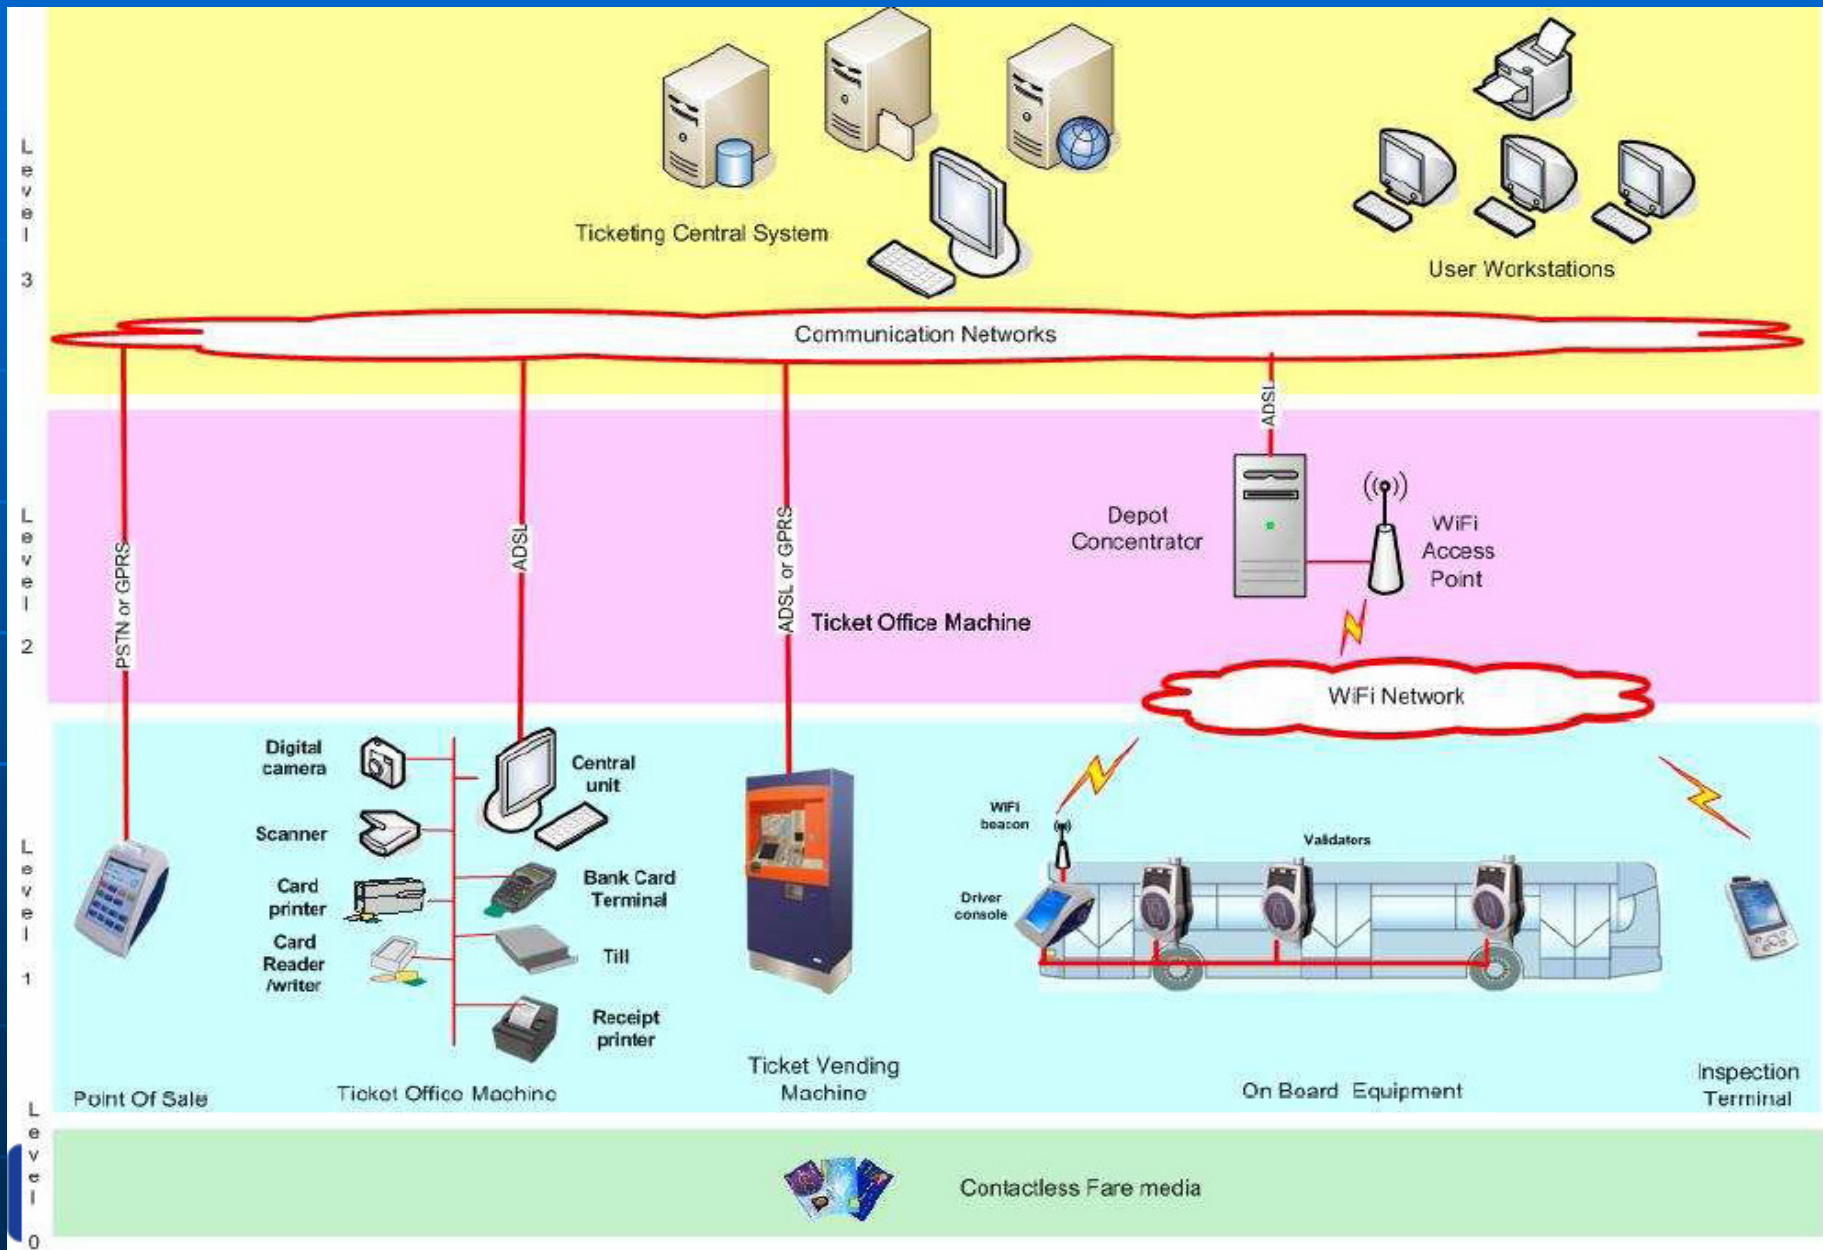 Level 3
Ticketing Central System
User Workstations
Communication Networks
Level 2
PSTN or GPRS
ADSL
ADSL or GPRS
ADSL
Depot
Concentrator
WiFi
Access
Point
Ticket Office Machine
WiFi Network
Level 1
Digital
camera
Central
unit
Scanner
Card
printer
Bank Card
Terminal
Card
Reader
/writer
Till
Receipt
printer
WiFi
beacon
Validators
Driver
console
Point Of Sale
Ticket Office Machine
Ticket Vending
Machine
On Board Equipment
Inspection
Terminal
Level 0
Contactless Fare media